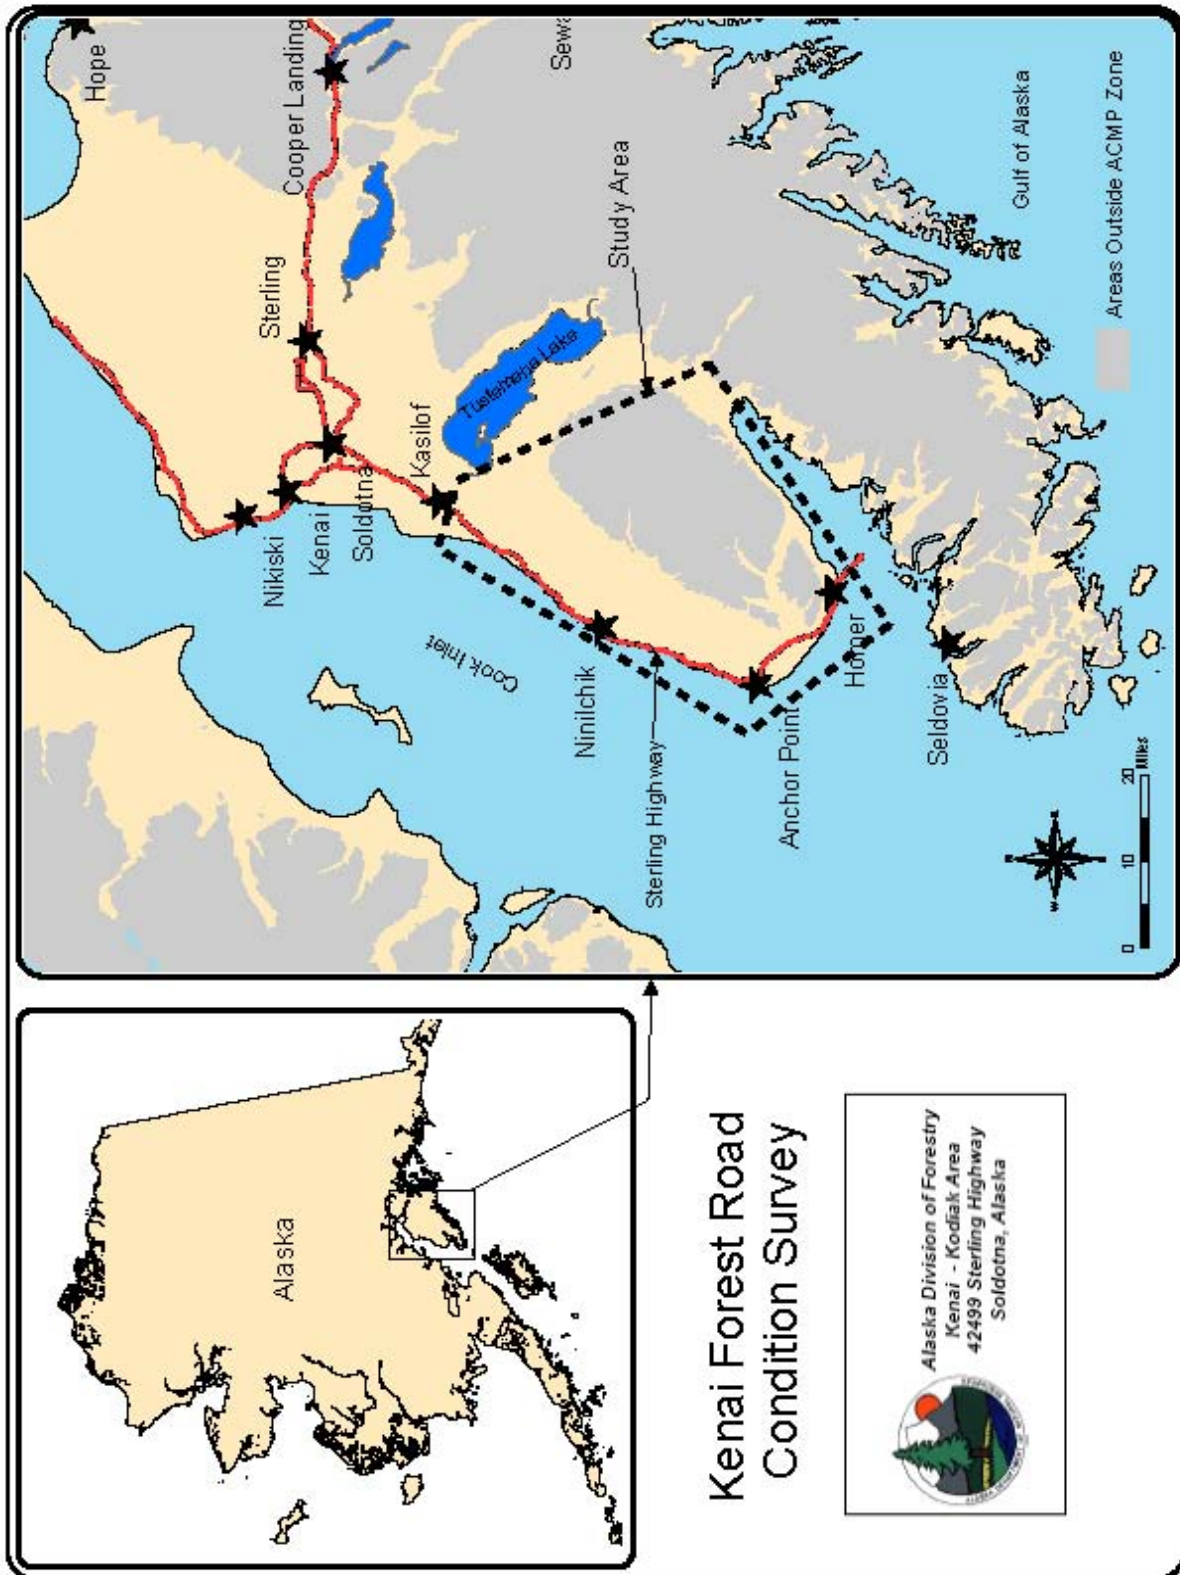 Alaska
Kenai Forest Road
Condition Survey
Alaska Division of Forestry
Kenai - Kodiak Area
42499 Sterling Highway
Soldotna, Alaska
Hope
Cooper Landing
Sterling
Nikiski
Kenai
Soldotna
Kasilof
Tustemena Lake
Cook Inlet
Ninilchik
Sterling Highway
Anchor Point
Homer
Seldovia
Sewa
Study Area
Gulf of Alaska
Areas Outside ACMP Zone
N
W
0 10 20
Miles